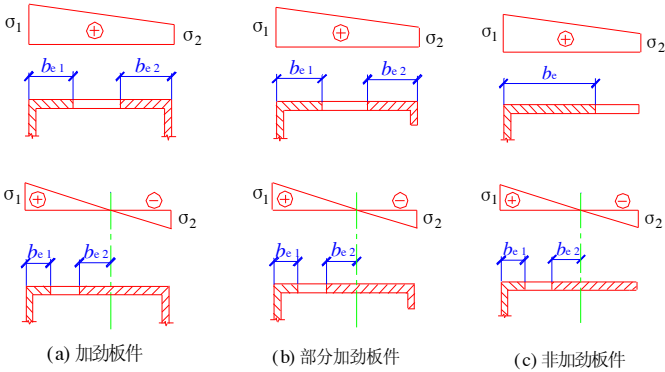 σ1 ⊕ σ2
σ1 ⊕ σ2
σ1 ⊕ σ2
be1 be2
be1 be2
be
σ1 ⊕ ⊖ σ2
σ1 ⊕ ⊖ σ2
σ1 ⊕ ⊖ σ2
be1 be2
be1 be2
be1 be2
(a) 加劲板件
(b) 部分加劲板件
(c) 非加劲板件